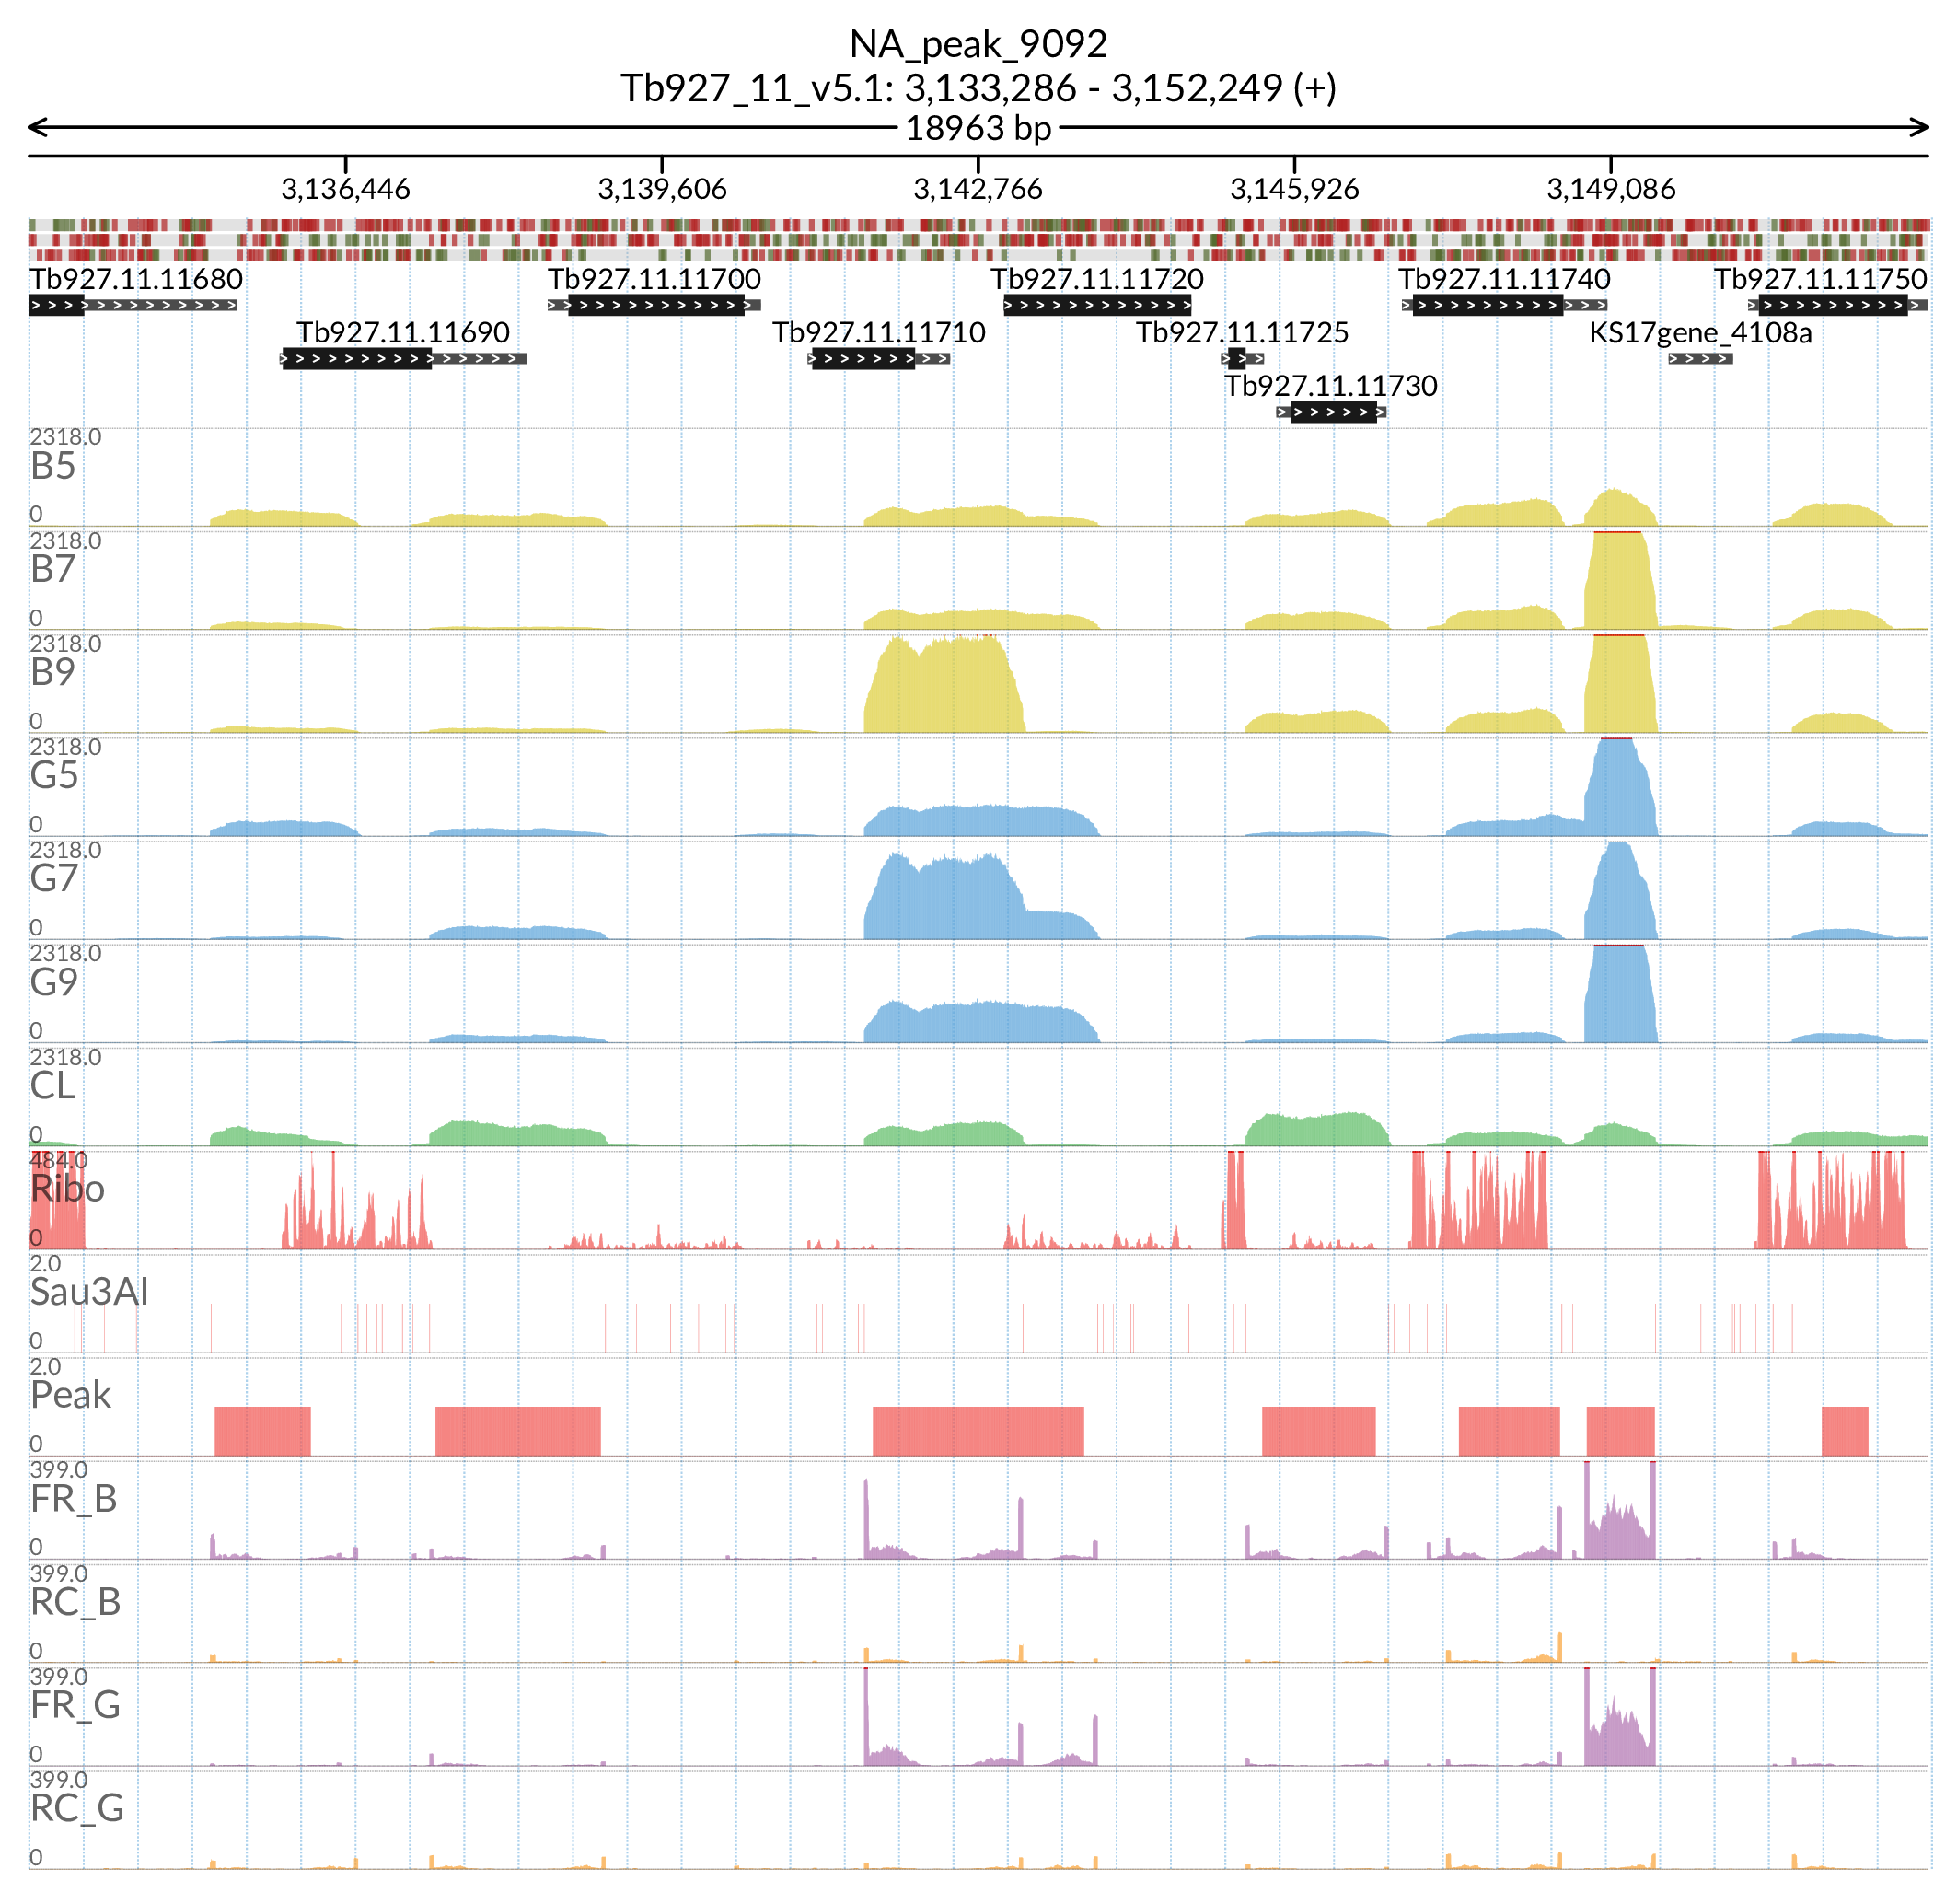 NA_peak_9092
Tb927_11_v5.1: 3,133,286 - 3,152,249 (+)
18963 bp
3,136,446 3,139,606 3,142,766 3,145,926 3,149,086
Tb927.11.11680 Tb927.11.11700 Tb927.11.11720 Tb927.11.11740 Tb927.11.11750
Tb927.11.11690 Tb927.11.11710 Tb927.11.11725 KS17gene_4108a
Tb927.11.11730
2318.0
B5
0
2318.0
B7
0
2318.0
B9
0
2318.0
G5
0
2318.0
G7
0
2318.0
G9
0
2318.0
CL
0
484.0
Ribo
0
2.0
Sau3AI
0
2.0
Peak
0
399.0
FR_B
0
399.0
RC_B
0
399.0
FR_G
0
399.0
RC_G
0